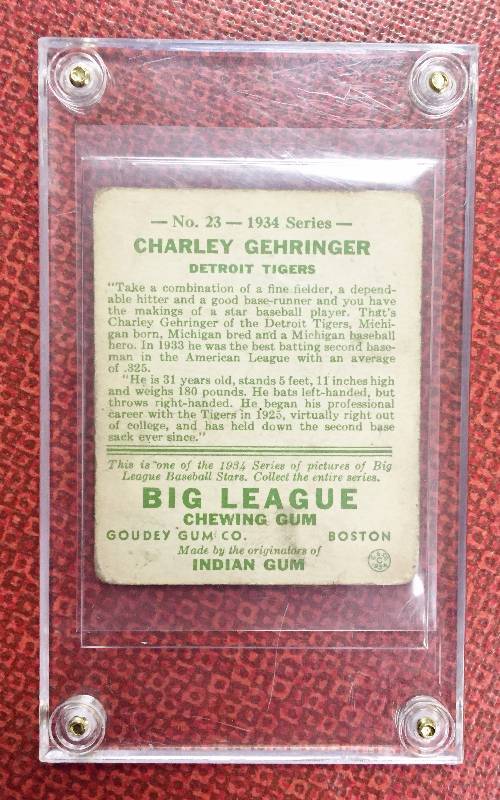 — No. 23 — 1934 Series —
CHARLEY GEHRINGER
DETROIT TIGERS
"Take a combination of a fine fielder, a depend-
able hitter and a good base-runner and you have
the makings of a star baseball player. That's
Charley Gehringer of the Detroit Tigers, Michi-
gan born, Michigan bred and a Michigan baseball
hero. In 1933 he was the best batting second base-
man in the American League with an average
of .325.
"He is 31 years old, stands 5 feet, 11 inches high
and weighs 180 pounds. He bats left-handed, but
throws right-handed. He began his professional
career with the Tigers in 1925, virtually right out
of college, and has held down the second base
sack ever since."
This is one of the 1934 Series of pictures of Big
League Baseball Stars. Collect the entire series.
BIG LEAGUE
CHEWING GUM
GOUDEY GUM CO. BOSTON
Made by the originators of
INDIAN GUM